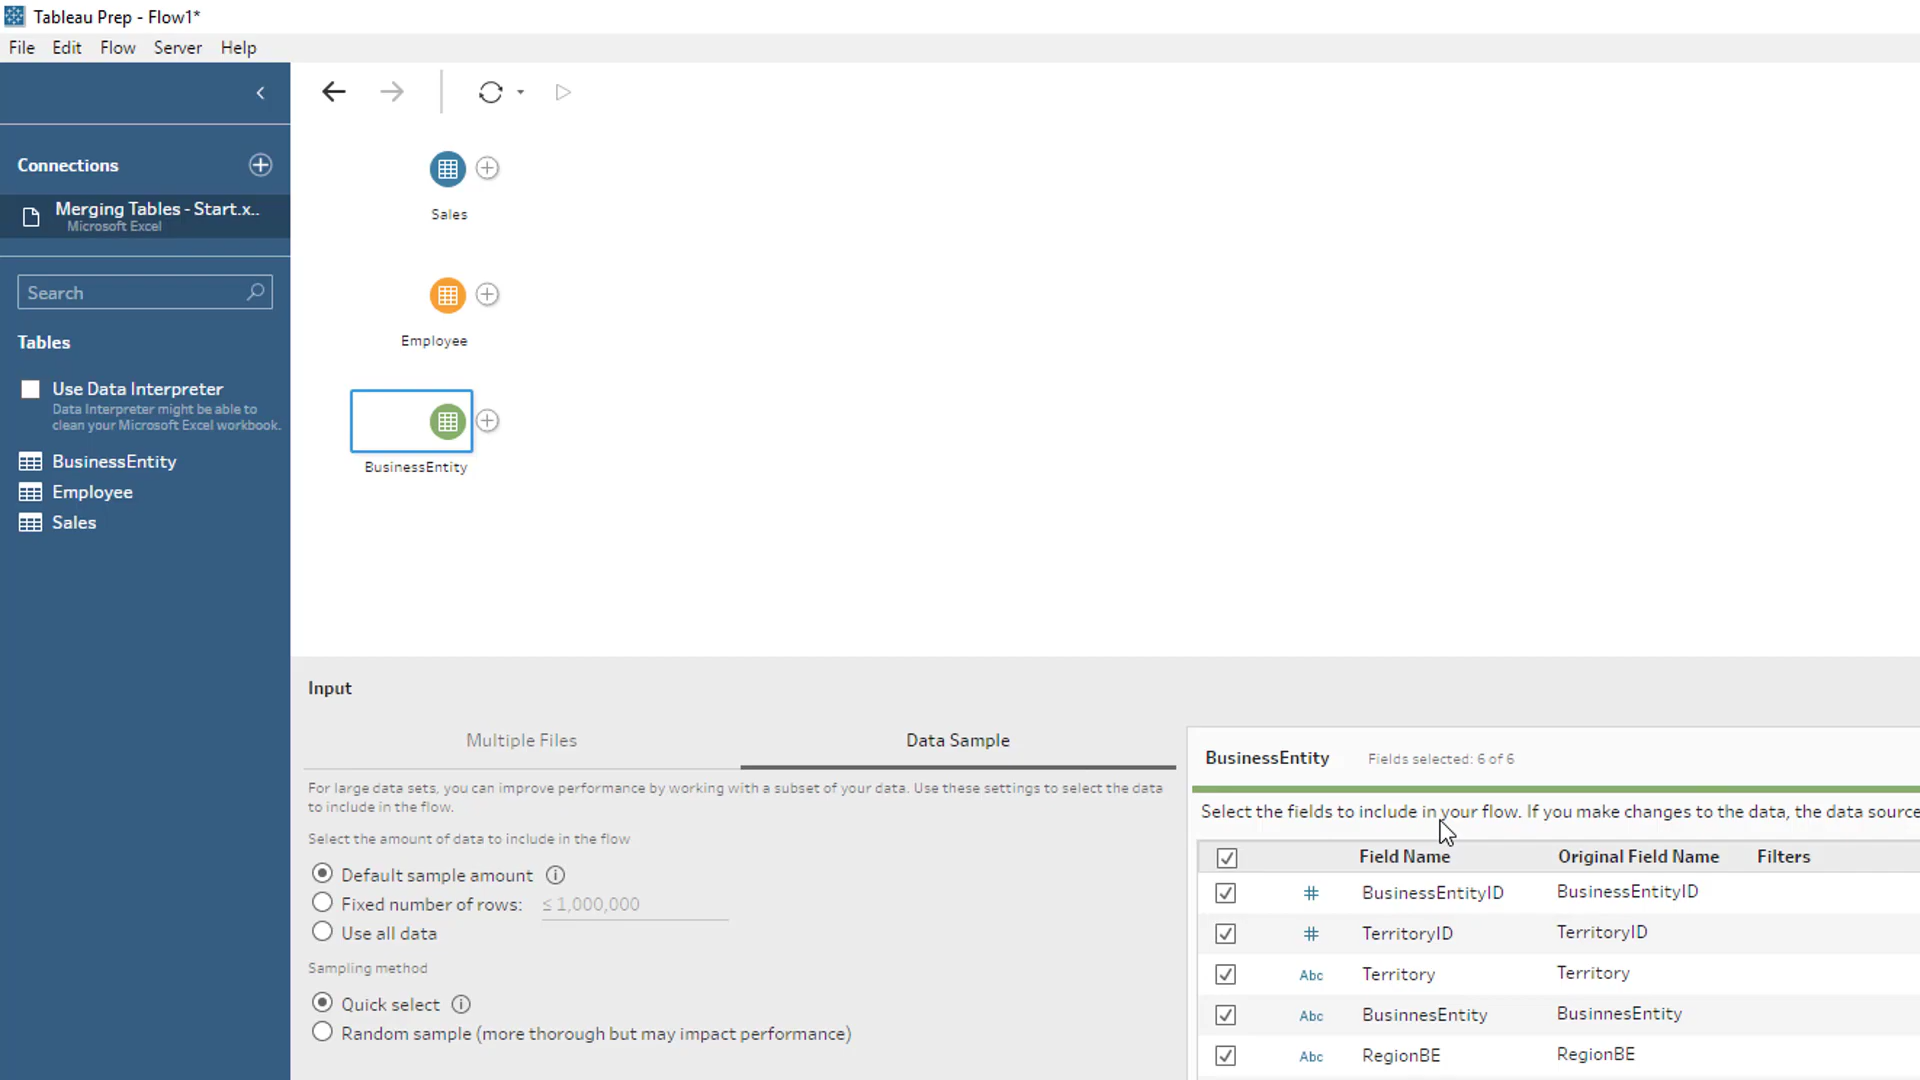 Tableau Prep - Flow1*
File Edit Flow Server Help
Connections
Merging Tables - Start.x..
Microsoft Excel
Search
Tables
Use Data Interpreter
Data Interpreter might be able to
clean your Microsoft Excel workbook.
BusinessEntity
Employee
Sales
Sales
Employee
BusinessEntity
Input
Multiple Files
Data Sample
For large data sets, you can improve performance by working with a subset of your data. Use these settings to select the data
to include in the flow.
Select the amount of data to include in the flow
Default sample amount
Fixed number of rows: ≤ 1,000,000
Use all data
Sampling method
Quick select
Random sample (more thorough but may impact performance)
BusinessEntity Fields selected: 6 of 6
Select the fields to include in your flow. If you make changes to the data, the data source
Field Name Original Field Name Filters
# BusinessEntityID BusinessEntityID
# TerritoryID TerritoryID
Abc Territory Territory
Abc BusinnesEntity BusinnesEntity
Abc RegionBE RegionBE